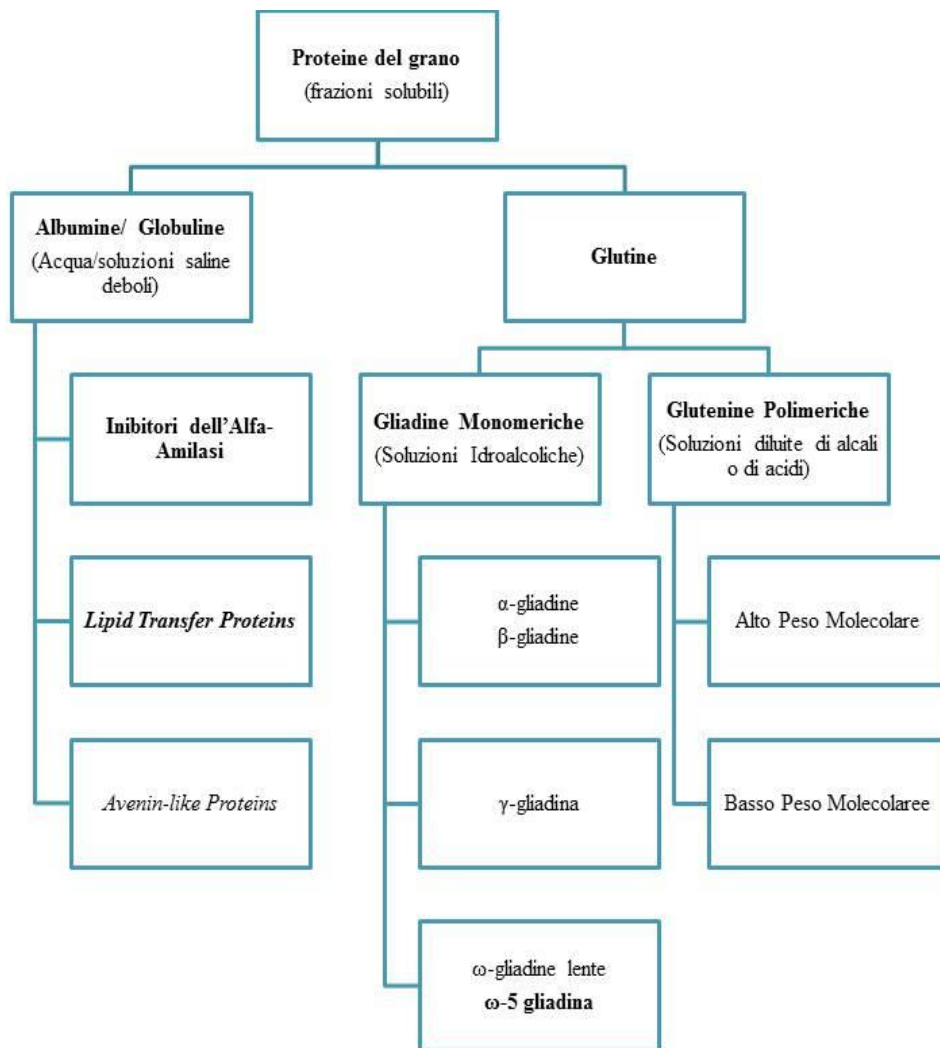 Proteine del grano
(frazioni solubili)
Albumine/ Globuline
(Acqua/soluzioni saline
deboli)
Glutine
Inibitori dell'Alfa-
Amilasi
Lipid Transfer Proteins
Avenin-like Proteins
Gliadine Monomeriche
(Soluzioni Idroalcoliche)
α-gliadine
β-gliadine
γ-gliadina
ω-gliadine lente
ω-5 gliadina
Glutenine Polimeriche
(Soluzioni diluite di alcali
o di acidi)
Alto Peso Molecolare
Basso Peso Molecolaree